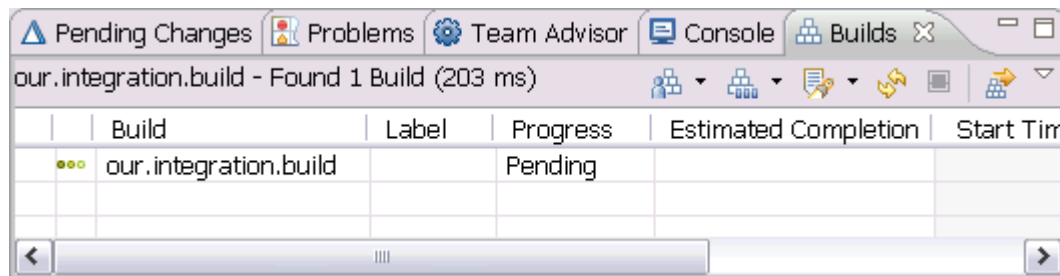 Pending Changes Problems Team Advisor Console Builds
our.integration.build - Found 1 Build (203 ms)
Build Label Progress Estimated Completion Start Tim
our.integration.build Pending